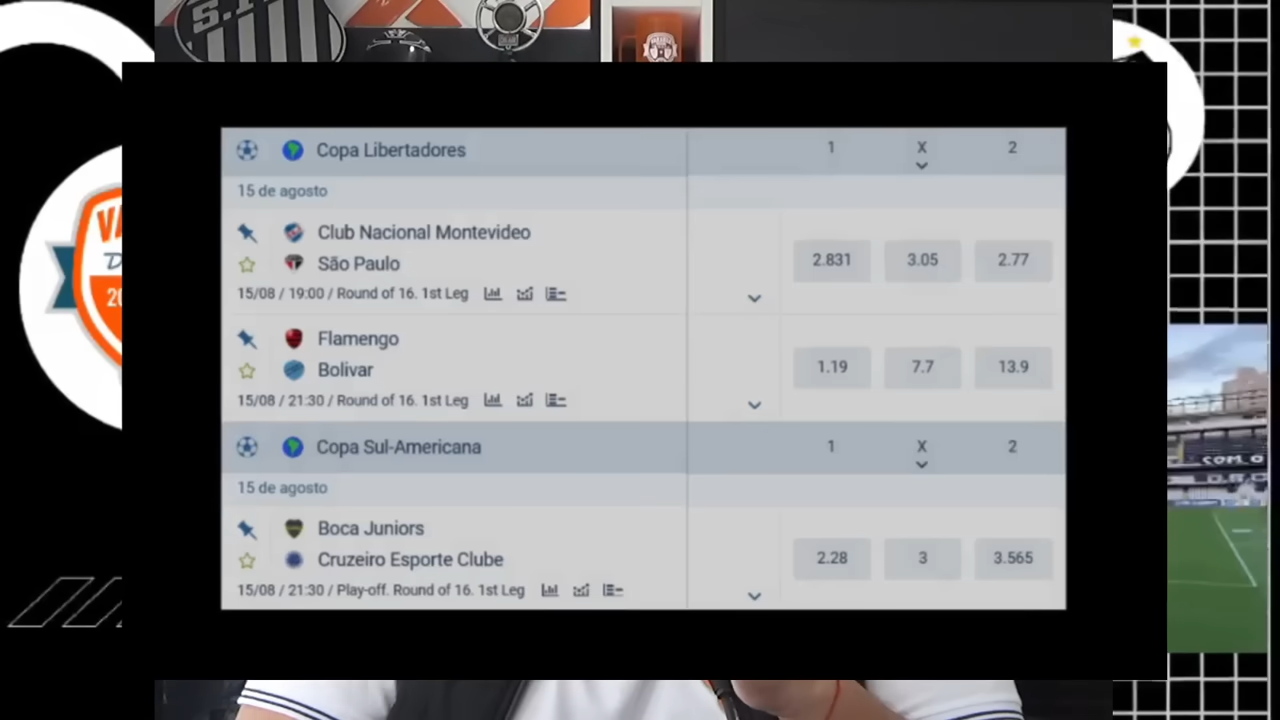 Copa Libertadores 1 X 2
15 de agosto
Club Nacional Montevideo
São Paulo
2.831 3.05 2.77
15/08 / 19:00 / Round of 16. 1st Leg
Flamengo
Bolivar
1.19 7.7 13.9
15/08 / 21:30 / Round of 16. 1st Leg
Copa Sul-Americana 1 X 2
15 de agosto
Boca Juniors
Cruzeiro Esporte Clube
2.28 3 3.565
15/08 / 21:30 / Play-off. Round of 16. 1st Leg
VA
D
20
COM O